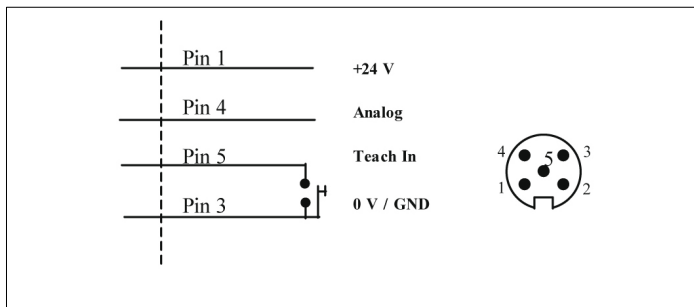 Pin 1 +24 V
Pin 4 Analog
Pin 5 Teach In
Pin 3 0 V / GND
4 5 3
1 2